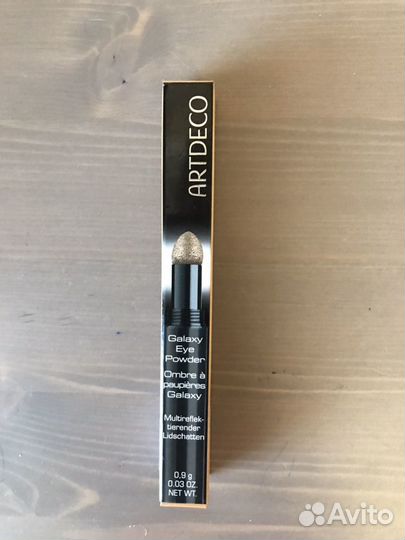 ARTDECO
Galaxy
Eye
Powder
Ombre à
paupières
Galaxy
Multireflek-
tierender
Lidschatten
0,9 g
0.03 OZ.
NET WT.
Avito